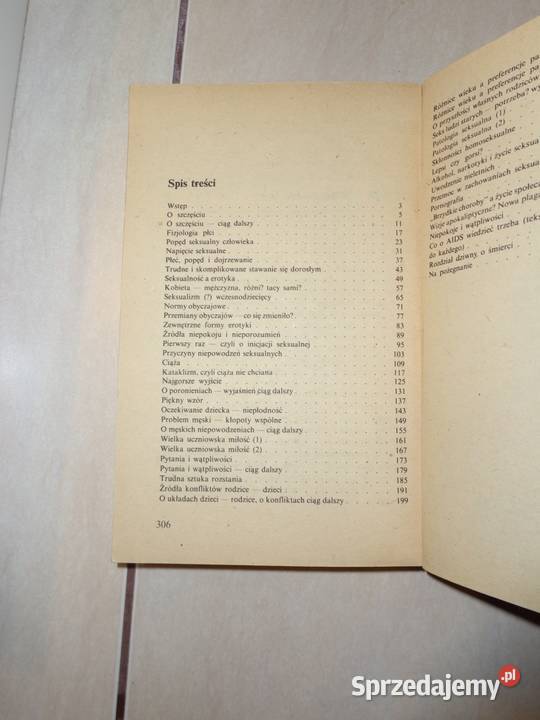 Spis treści
Wstęp . . . 3
O szczęściu . . . 5
O szczęściu — ciąg dalszy . . . 11
Fizjologia płci . . . 17
Popęd seksualny człowieka . . . 23
Napięcie seksualne . . . 31
Płeć, popęd i dojrzewanie . . . 37
Trudne i skomplikowane stawanie się dorosłym . . . 43
Seksualność a erotyka . . . 49
Kobieta — mężczyzna, różni? tacy sami? . . . 57
Seksualizm (?) wczesnodziecięcy . . . 65
Normy obyczajowe . . . 71
Przemiany obyczajów — co się zmieniło? . . . 77
Zewnętrzne formy erotyki . . . 83
Źródła niepokoju i nieporozumień . . . 89
Pierwszy raz — czyli o inicjacji seksualnej . . . 95
Przyczyny niepowodzeń seksualnych . . . 103
Ciąża . . . 109
Kataklizm, czyli ciąża nie chciana . . . 117
Najgorsze wyjście . . . 125
O poronieniach — wyjaśnień ciąg dalszy . . . 131
Piękny wzór . . . 137
Oczekiwanie dziecka — niepłodność . . . 143
Problem męski — kłopoty wspólne . . . 149
O męskich niepowodzeniach — ciąg dalszy . . . 155
Wielka uczniowska miłość (1) . . . 161
Wielka uczniowska miłość (2) . . . 167
Pytania i wątpliwości . . . 173
Pytania i wątpliwości — ciąg dalszy . . . 179
Trudna sztuka rozstania . . . 185
Źródła konfliktów rodzice — dzieci . . . 191
O układach dzieci — rodzice, o konfliktach ciąg dalszy . . . 199
306
Różnice wieku a preferencje
Różnice wieku a preferencje
O przyszłości własnych rodziców
Seks ludzi starych — potrzeba?
Patologia seksualna (1)
Patologia seksualna (2)
Skłonności homoseksualne
Lepsi czy gorsi?
Alkohol, narkotyki i życie
Uwodzenie nieletnich
Przemoc w zachowaniach
Pornografia
„Brzydkie choroby” a życie
Wizje apokaliptyczne? Nowa
Niepokoje i wątpliwości
Co o AIDS wiedzieć trzeba
do każdego)
Rozdział dziwny, o śmierci
Na pożegnanie
Sprzedajemy.pl